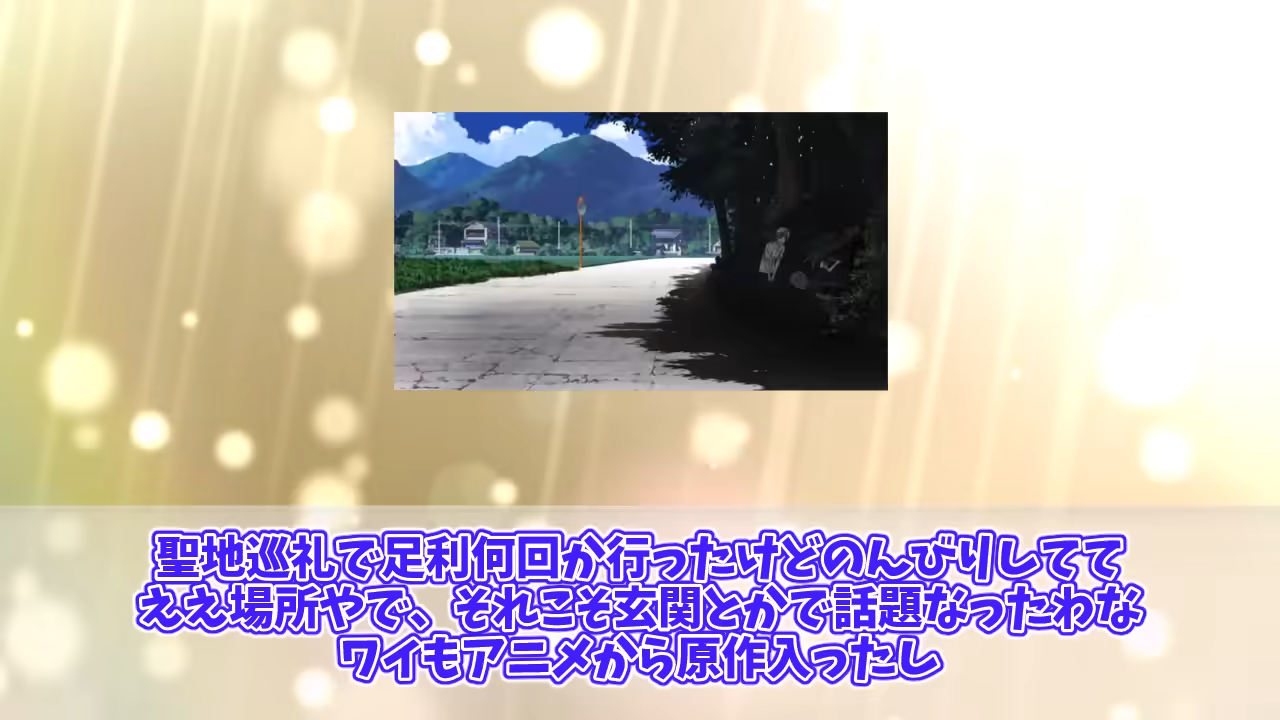 聖地巡礼で足利何回か行ったけどのんびりしてて
ええ場所やで、それこそ玄関とかで話題なったわな
ワイもアニメから原作入ったし